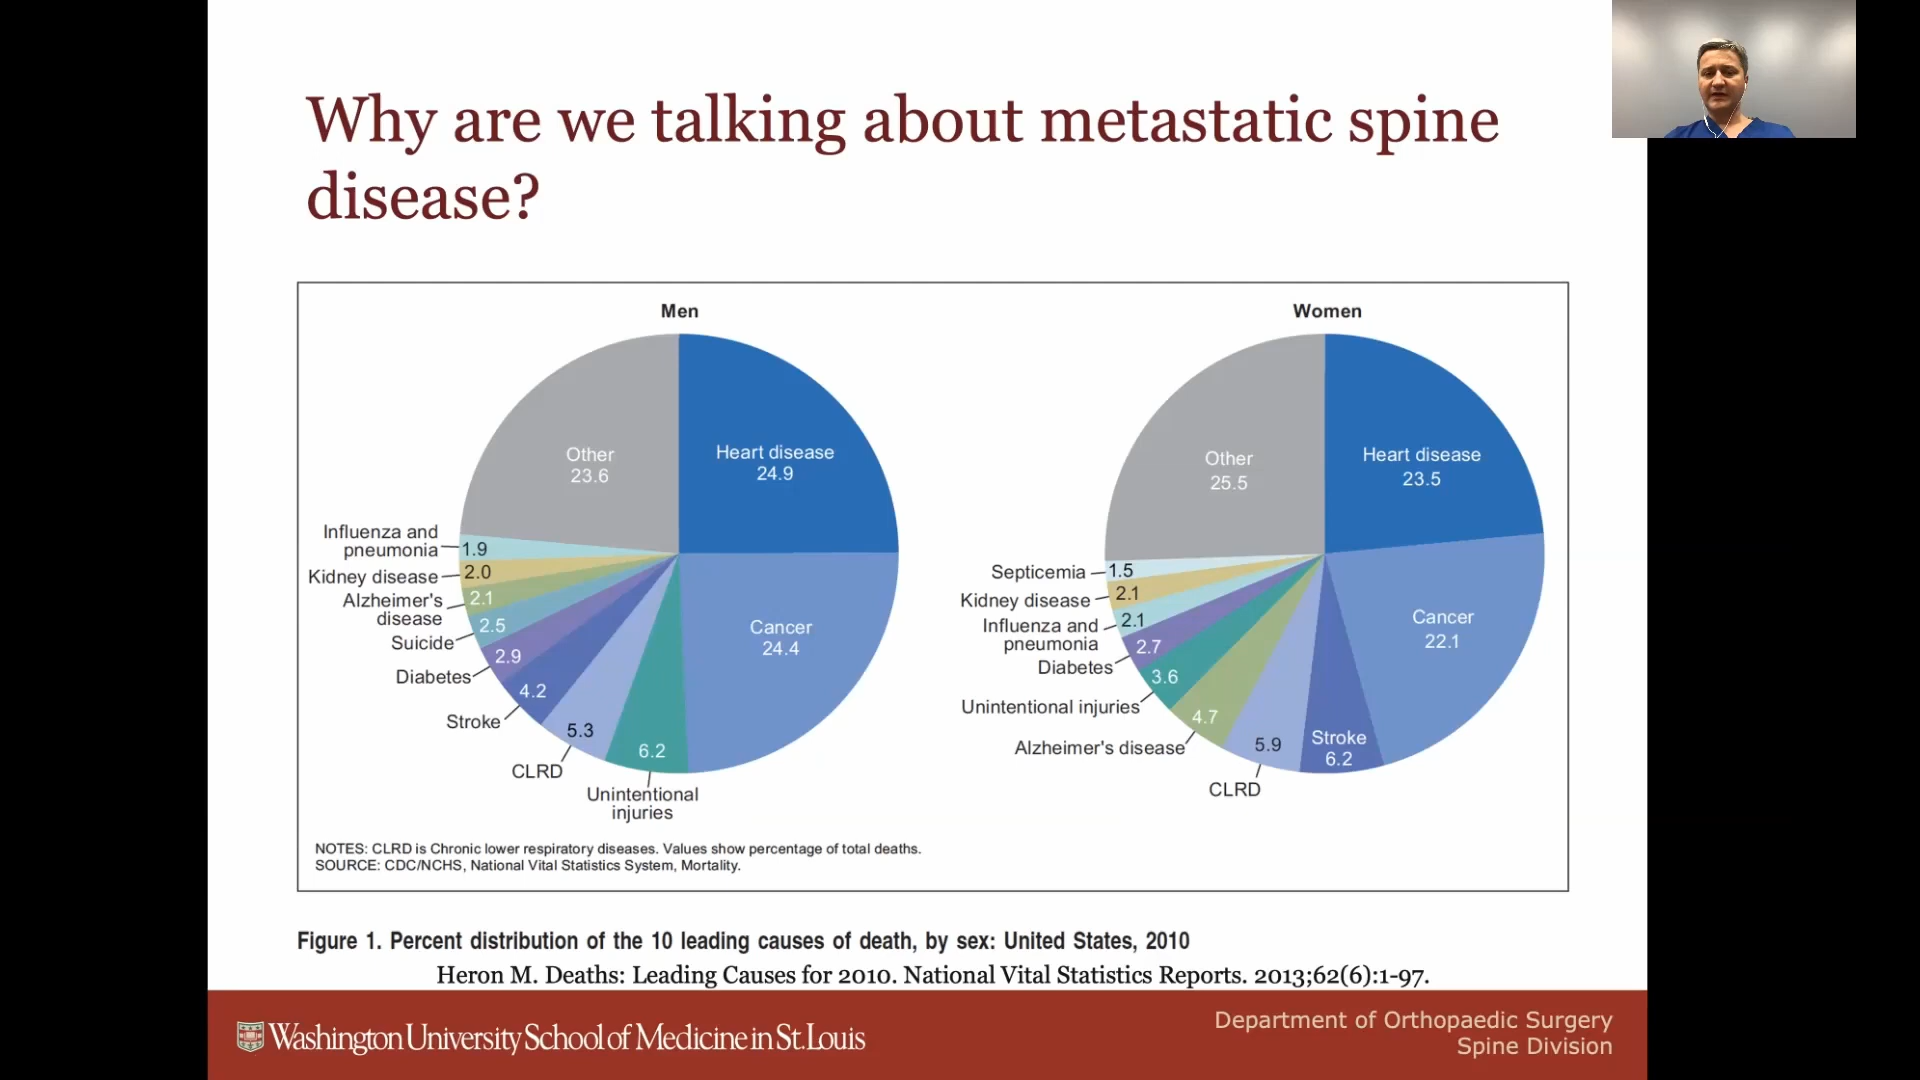 Why are we talking about metastatic spine
disease?
Men
Other
23.6
Heart disease
24.9
Cancer
24.4
6.2
Unintentional
injuries
5.3
CLRD
4.2
Stroke
2.9
Diabetes
2.5
Suicide
2.1
Alzheimer's
disease
2.0
Kidney disease
1.9
Influenza and
pneumonia
Women
Other
25.5
Heart disease
23.5
Cancer
22.1
Stroke
6.2
5.9
CLRD
4.7
Alzheimer's disease
3.6
Unintentional injuries
2.7
Diabetes
2.1
Influenza and
pneumonia
2.1
Kidney disease
1.5
Septicemia
NOTES: CLRD is Chronic lower respiratory diseases. Values show percentage of total deaths.
SOURCE: CDC/NCHS, National Vital Statistics System, Mortality.
Figure 1. Percent distribution of the 10 leading causes of death, by sex: United States, 2010
Heron M. Deaths: Leading Causes for 2010. National Vital Statistics Reports. 2013;62(6):1-97.
Washington University School of Medicine in St. Louis
Department of Orthopaedic Surgery
Spine Division